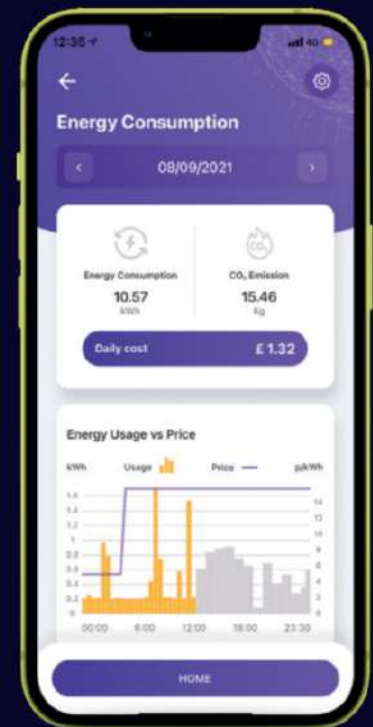 12:35
4G
Energy Consumption
08/09/2021
Energy Consumption
10.57
kWh
CO₂ Emission
15.46
Kg
Daily cost £ 1.32
Energy Usage vs Price
kWh Usage Price p/kWh
1.6
1.4
1.2
1
0.8
0.6
0.4
0.2
0
14
12
10
8
6
4
2
0
00:00 6:00 12:00 18:00 23:30
HOME